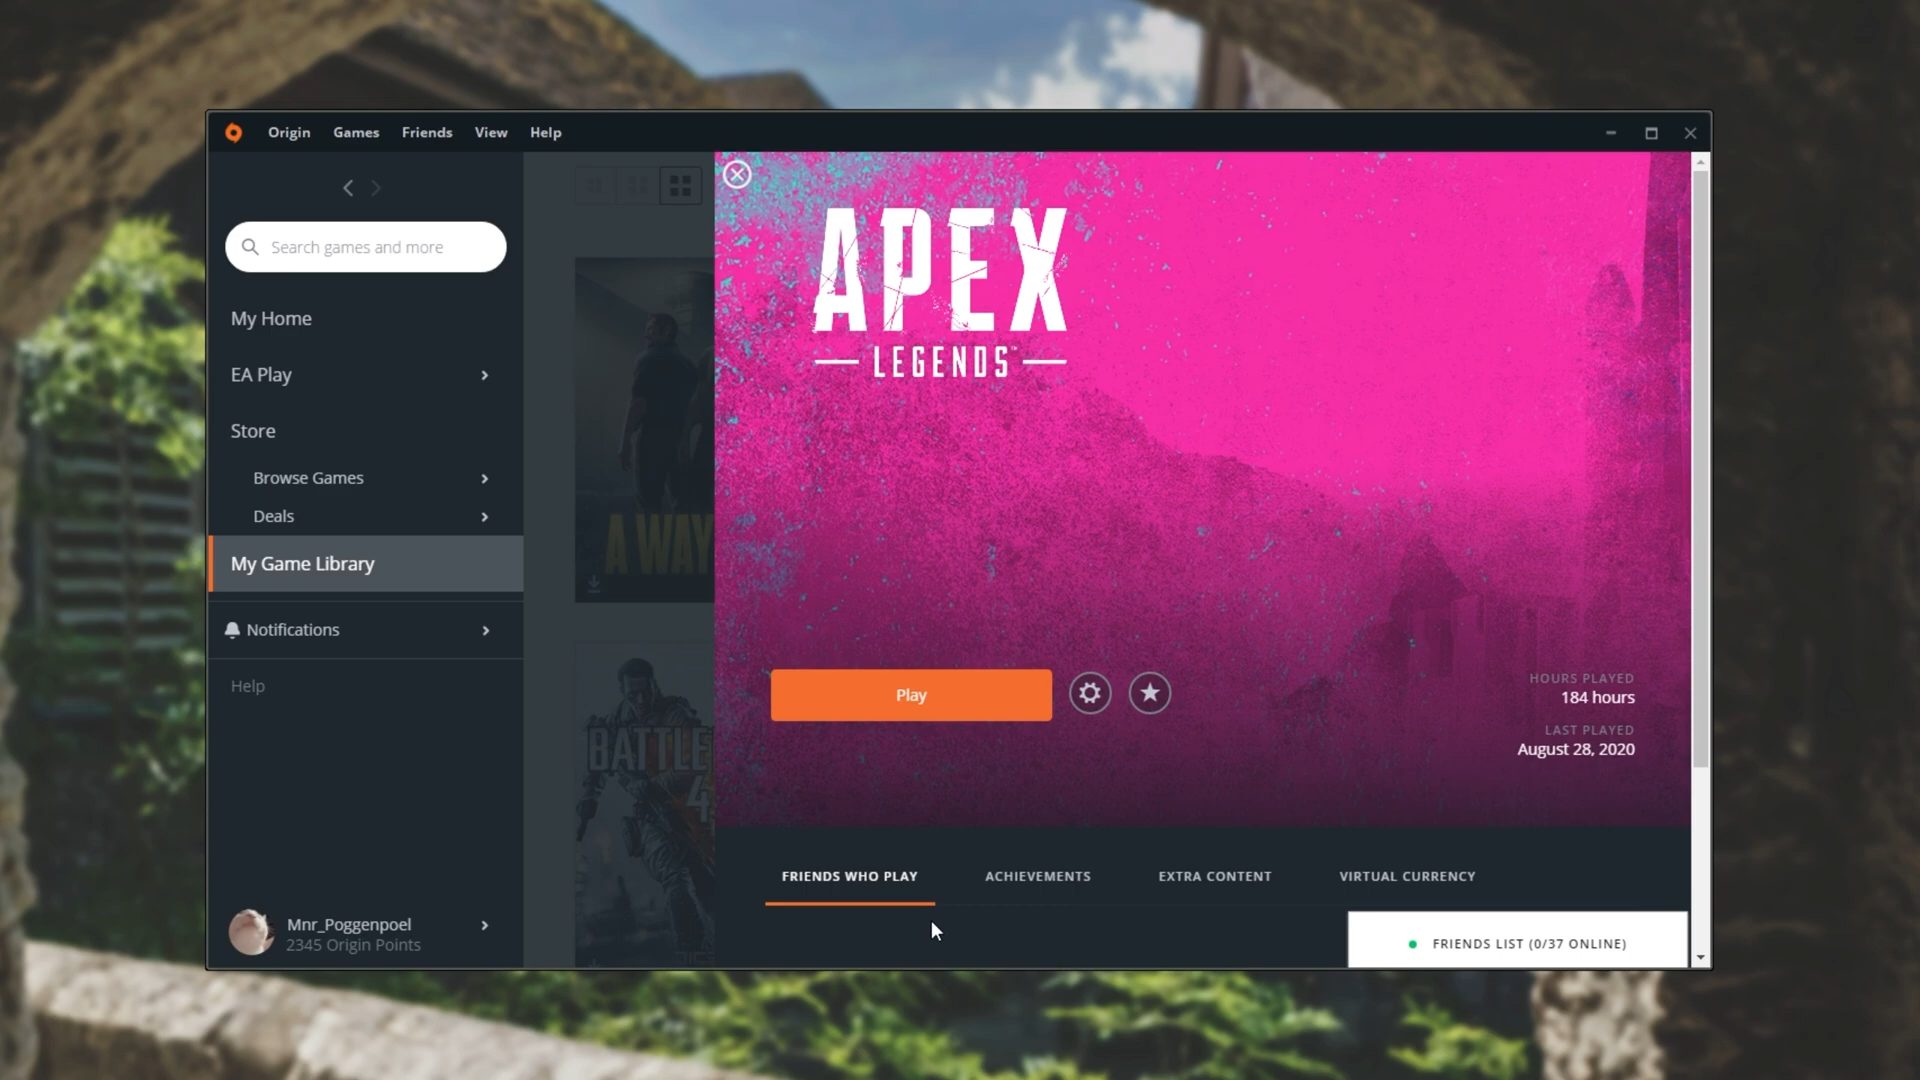 Origin Games Friends View Help
Search games and more
My Home
EA Play
Store
Browse Games
Deals
My Game Library
Notifications
Help
Mnr_Poggenpoel
2345 Origin Points
A WAY
BATTLE
4
APEX
LEGENDS™
Play
HOURS PLAYED
184 hours
LAST PLAYED
August 28, 2020
FRIENDS WHO PLAY ACHIEVEMENTS EXTRA CONTENT VIRTUAL CURRENCY
FRIENDS LIST (0/37 ONLINE)